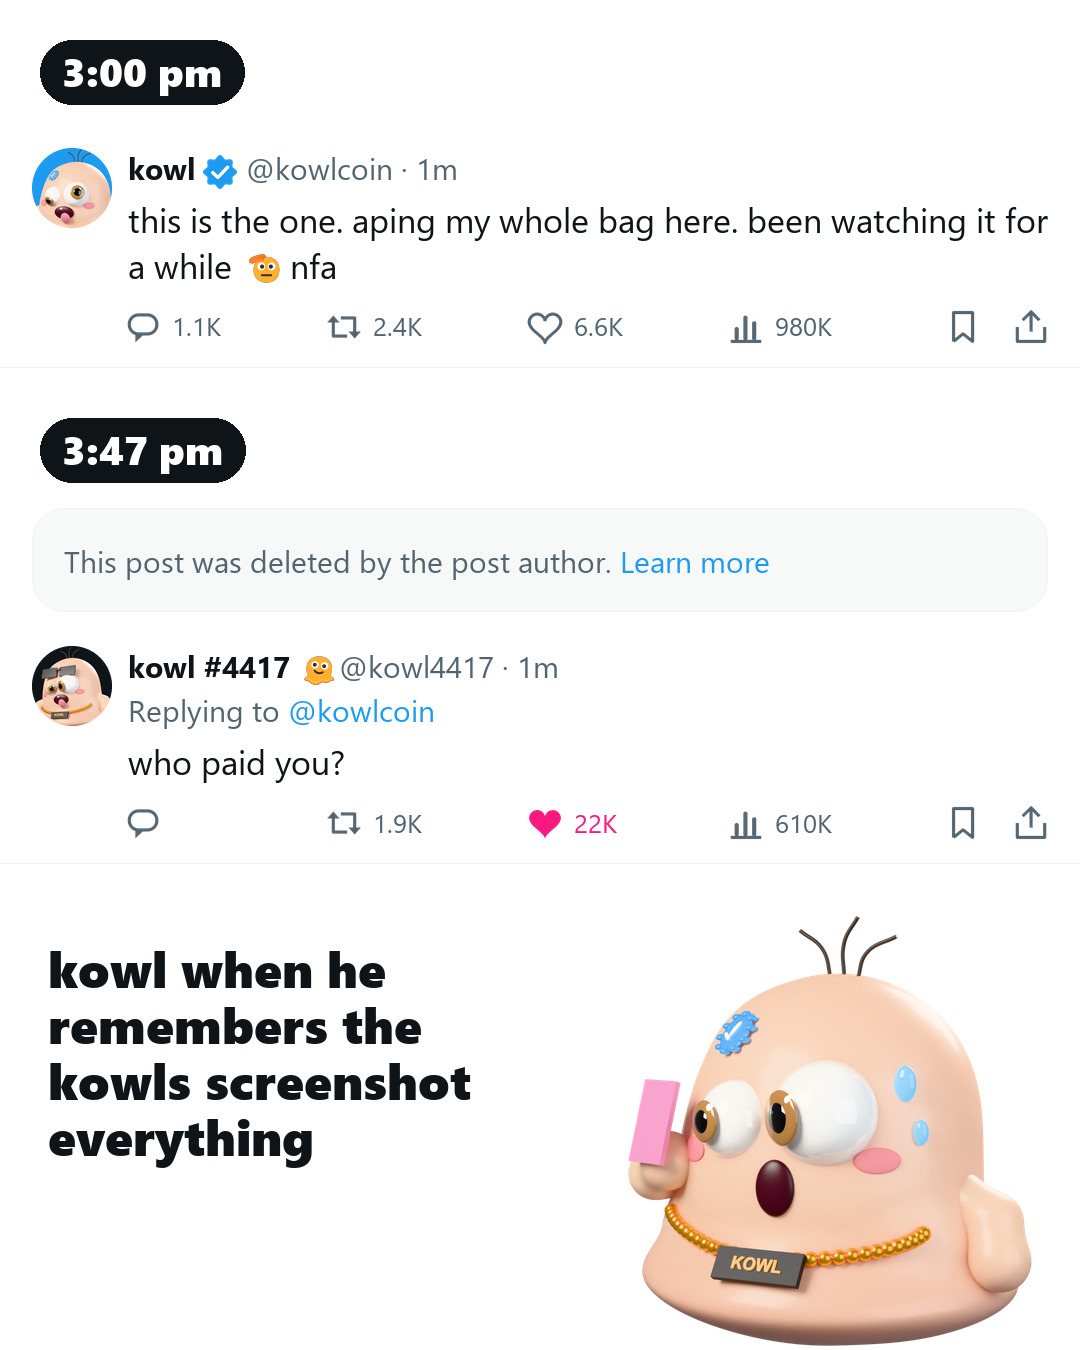 3:00 pm
kowl @kowlcoin · 1m
this is the one. aping my whole bag here. been watching it for
a while 🫡 nfa
1.1K 2.4K 6.6K 980K
3:47 pm
This post was deleted by the post author. Learn more
kowl #4417 🤗 @kowl4417 · 1m
Replying to @kowlcoin
who paid you?
1.9K 22K 610K
kowl when he
remembers the
kowls screenshot
everything
KOWL